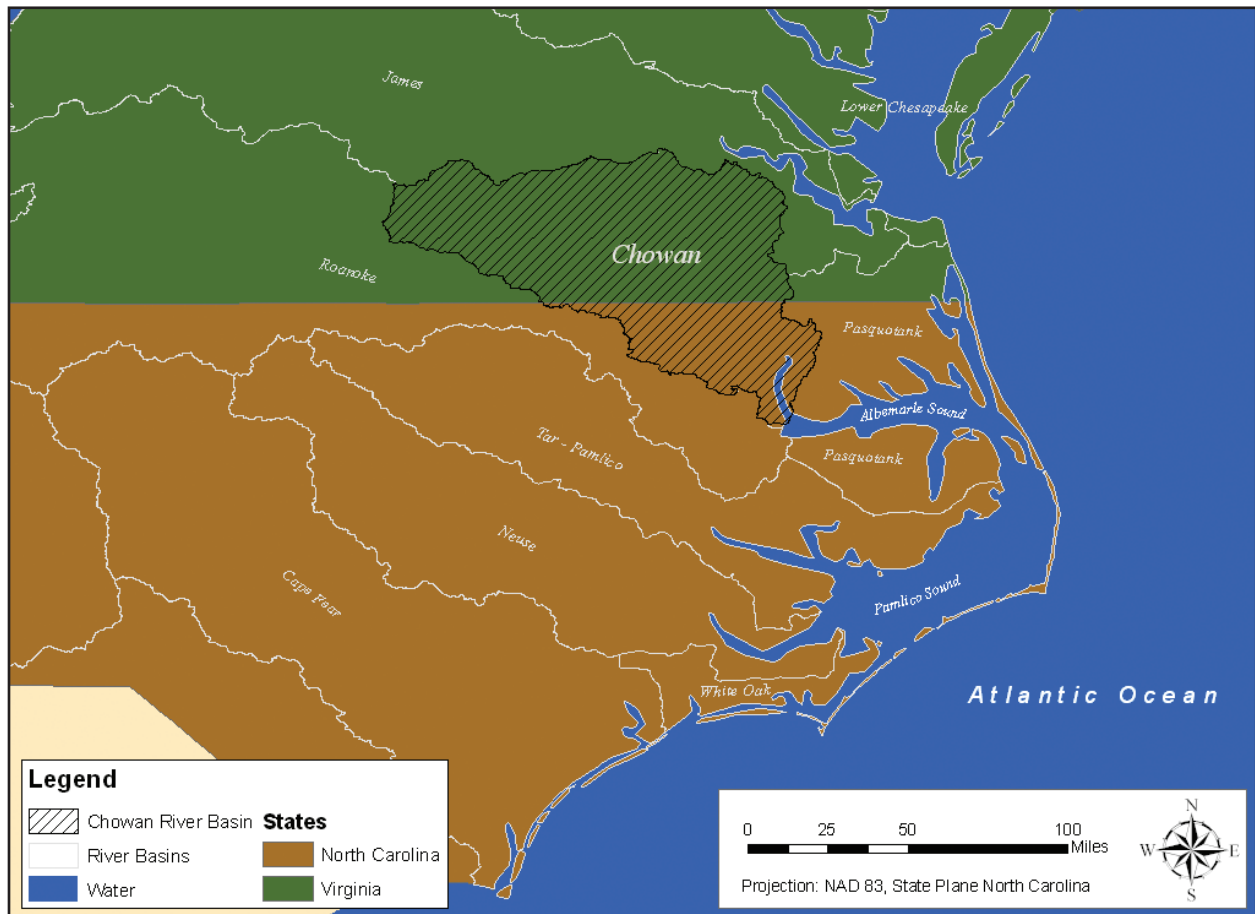 James
Lower Chesapeake
Chowan
Roanoke
Pasquotank
Albemarle Sound
Tar - Pamlico
Pasquotank
Neuse
Cape Fear
Pamlico Sound
White Oak
Atlantic Ocean
Legend
Chowan River Basin
River Basins
Water
States
North Carolina
Virginia
0 25 50 100
Miles
Projection: NAD 83, State Plane North Carolina
N
W E
S